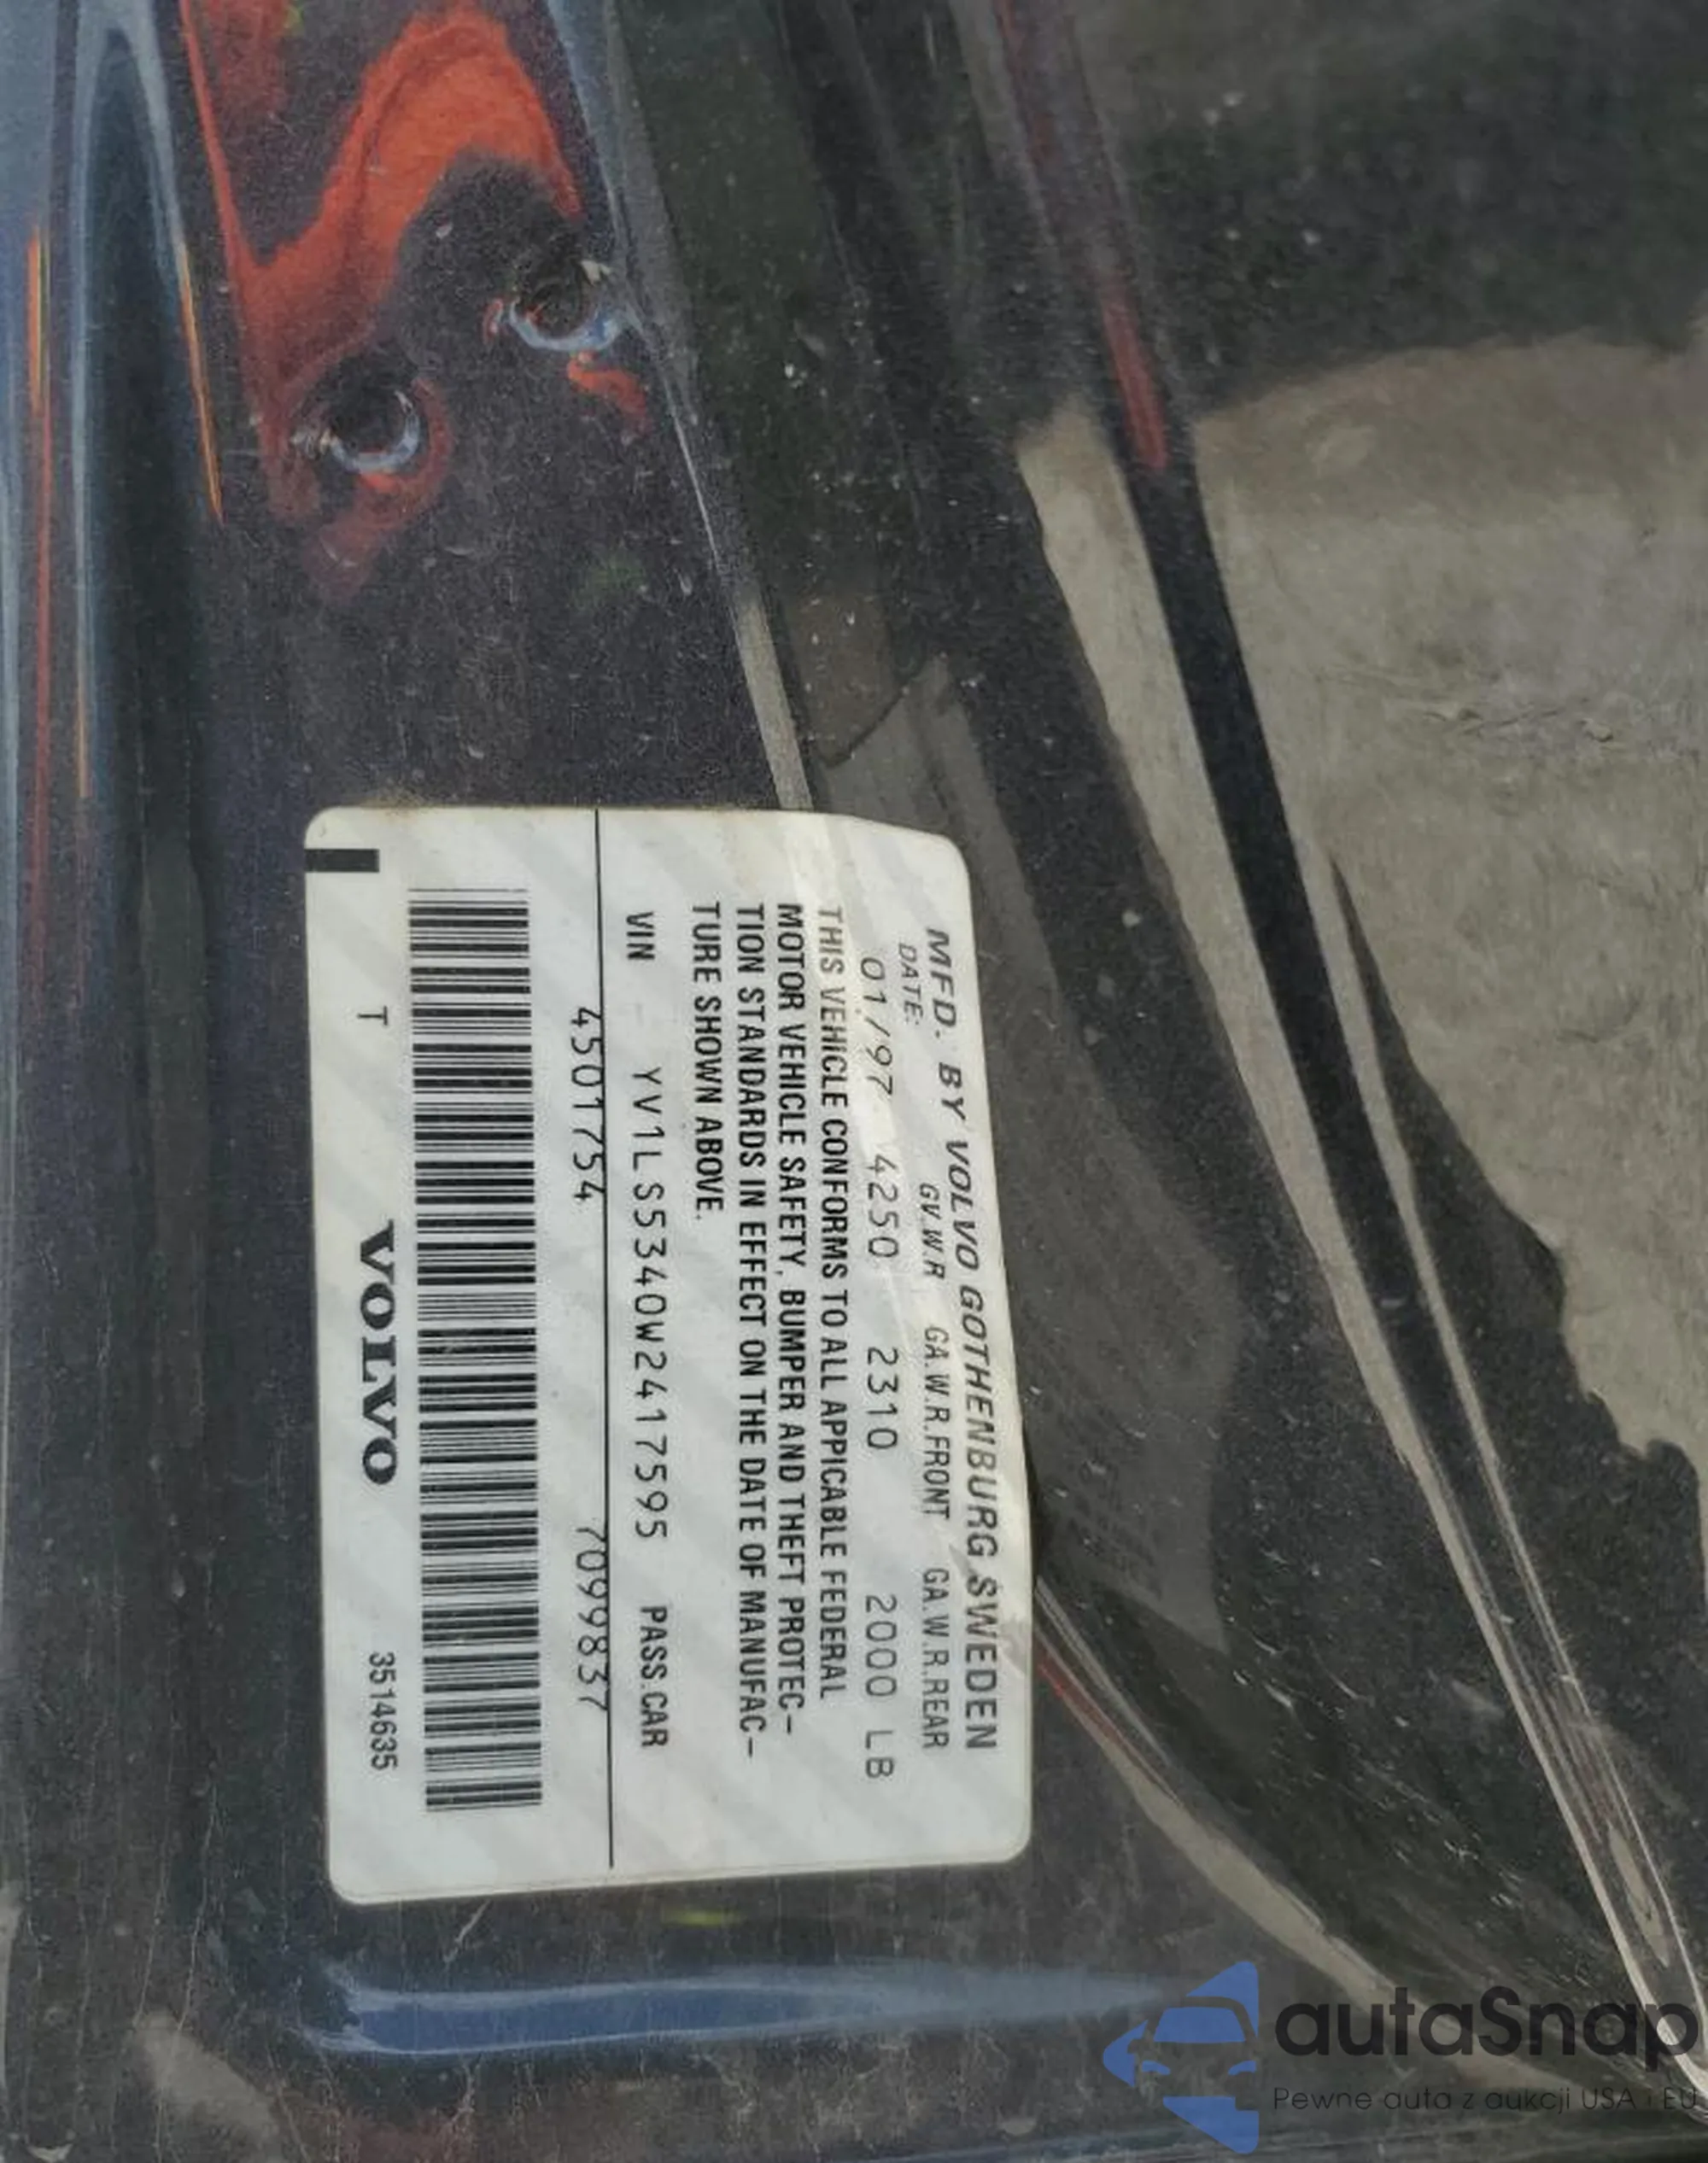 MFD. BY VOLVO GOTHENBURG SWEDEN
DATE: GV.W.R GA.W.R.FRONT GA.W.R.REAR
01/97 4250 2310 2000 LB
THIS VEHICLE CONFORMS TO ALL APPICABLE FEDERAL
MOTOR VEHICLE SAFETY, BUMPER AND THEFT PROTEC-
TION STANDARDS IN EFFECT ON THE DATE OF MANUFAC-
TURE SHOWN ABOVE.
VIN YV1LS5340W2417595 PASS.CAR
4501754 7099837
T VOLVO 3514635
autaSnap
Pewne auta z aukcji USA i EU